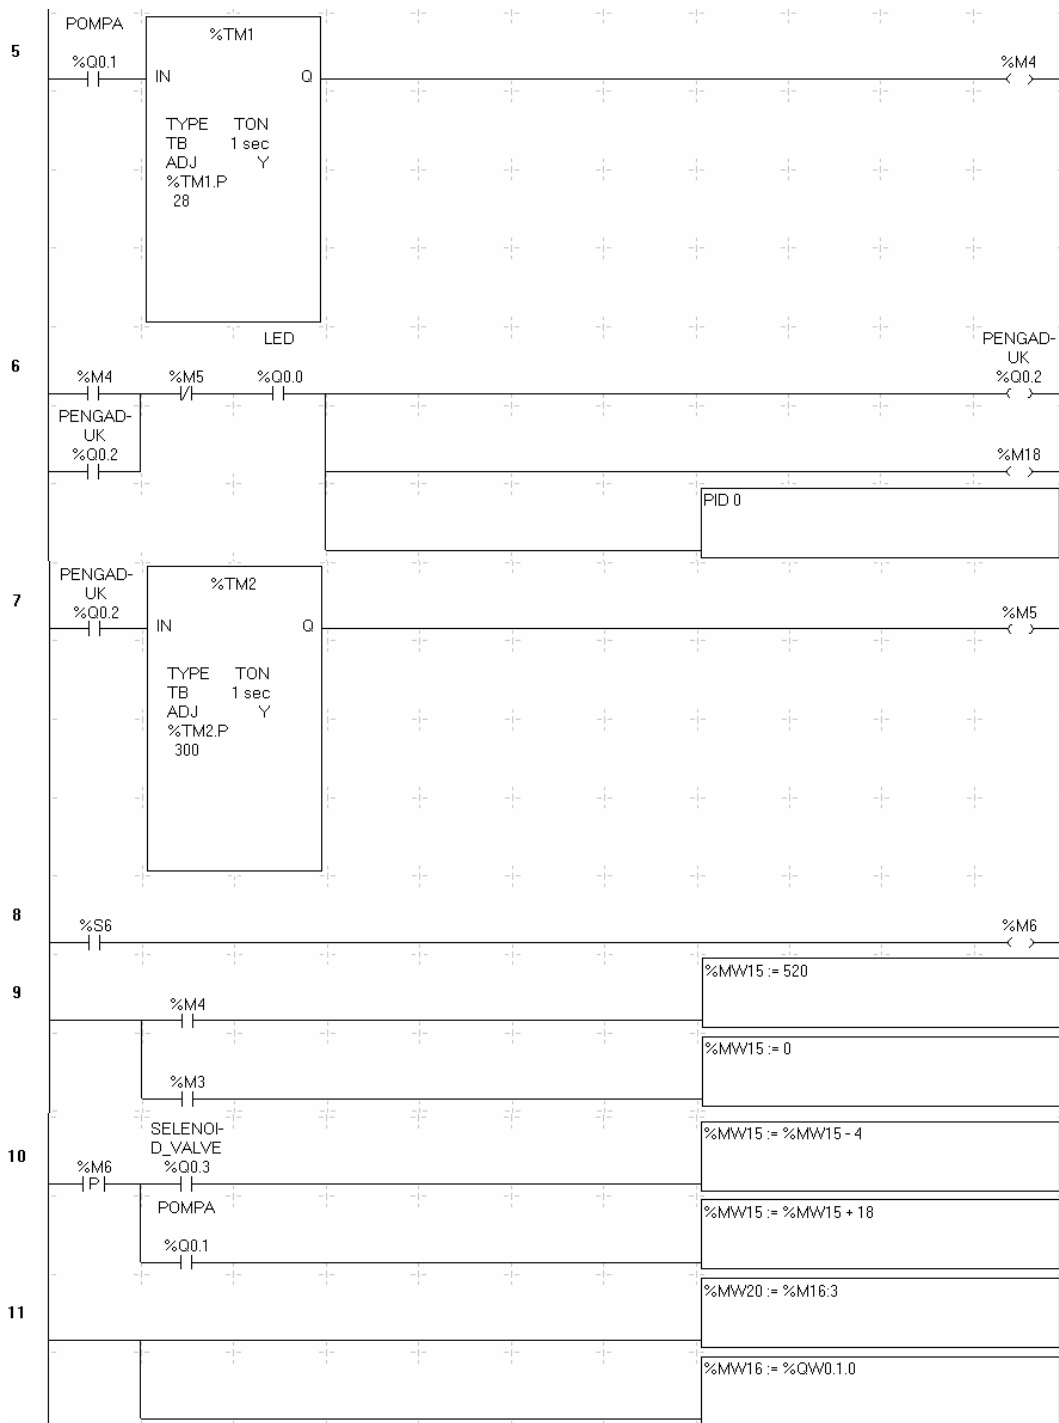 POMPA
%TM1
5
%Q0.1
%M4
IN
Q
TYPE TON
TB 1 sec
ADJ Y
%TM1.P
28
LED
PENGAD-
UK
6
%M4
%M5
%Q0.0
%Q0.2
PENGAD-
UK
%Q0.2
%M18
PID 0
PENGAD-
UK
%TM2
7
%Q0.2
%M5
IN
Q
TYPE TON
TB 1 sec
ADJ Y
%TM2.P
300
8
%S6
%M6
%MW15 := 520
9
%M4
%MW15 := 0
%M3
SELENOI-
D_VALVE
%MW15 := %MW15 - 4
10
%M6
%Q0.3
P
POMPA
%MW15 := %MW15 + 18
%Q0.1
%MW20 := %M16:3
11
%MW16 := %QW0.1.0